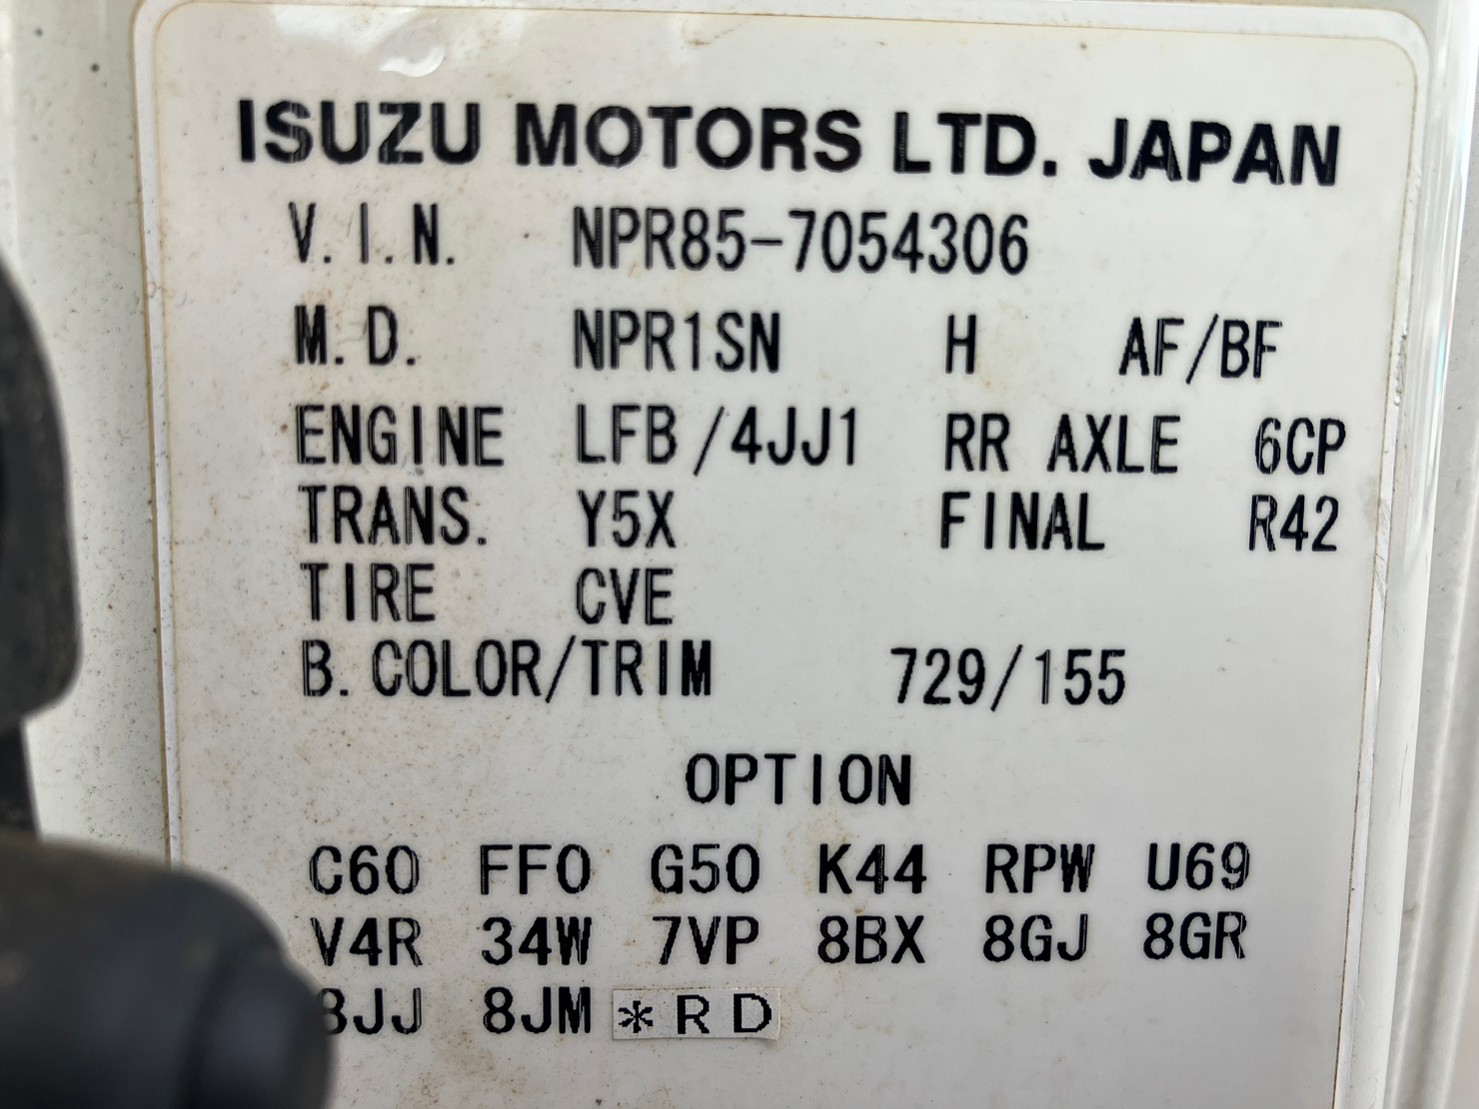 ISUZU MOTORS LTD. JAPAN
V.I.N. NPR85-7054306
M.D. NPR1SN H AF/BF
ENGINE LFB/4JJ1 RR AXLE 6CP
TRANS. Y5X FINAL R42
TIRE CVE
B.COLOR/TRIM 729/155
OPTION
C60 FF0 G50 K44 RPW U69
V4R 34W 7VP 8BX 8GJ 8GR
8JJ 8JM *RD